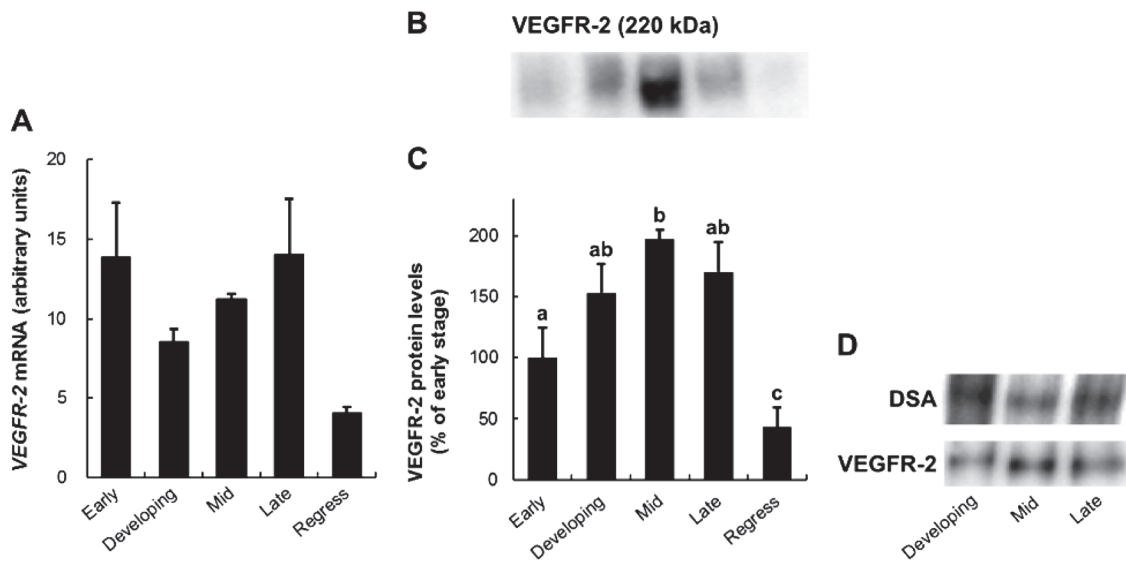 B
VEGFR-2 (220 kDa)
A
VEGFR-2 mRNA (arbitrary units)
20
15
10
5
0
Early
Developing
Mid
Late
Regress
C
VEGFR-2 protein levels
(% of early stage)
200
150
100
50
0
a
ab
b
ab
c
Early
Developing
Mid
Late
Regress
D
DSA
VEGFR-2
Developing
Mid
Late